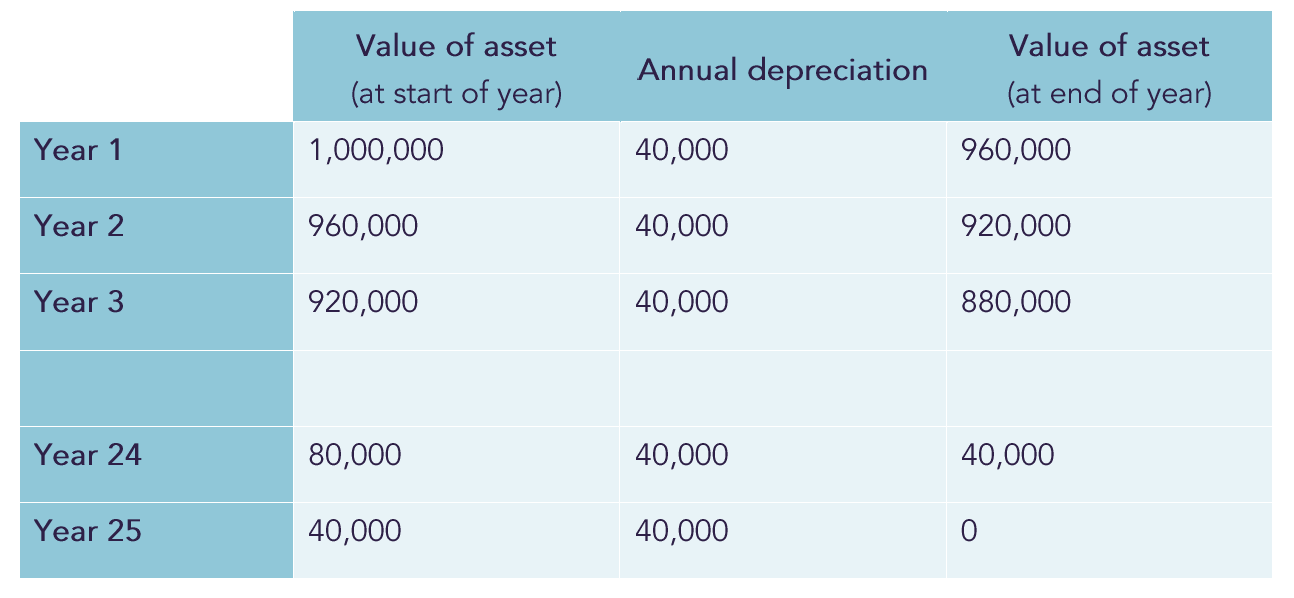 Value of asset
(at start of year)
Annual depreciation
Value of asset
(at end of year)
Year 1 1,000,000 40,000 960,000
Year 2 960,000 40,000 920,000
Year 3 920,000 40,000 880,000
Year 24 80,000 40,000 40,000
Year 25 40,000 40,000 0